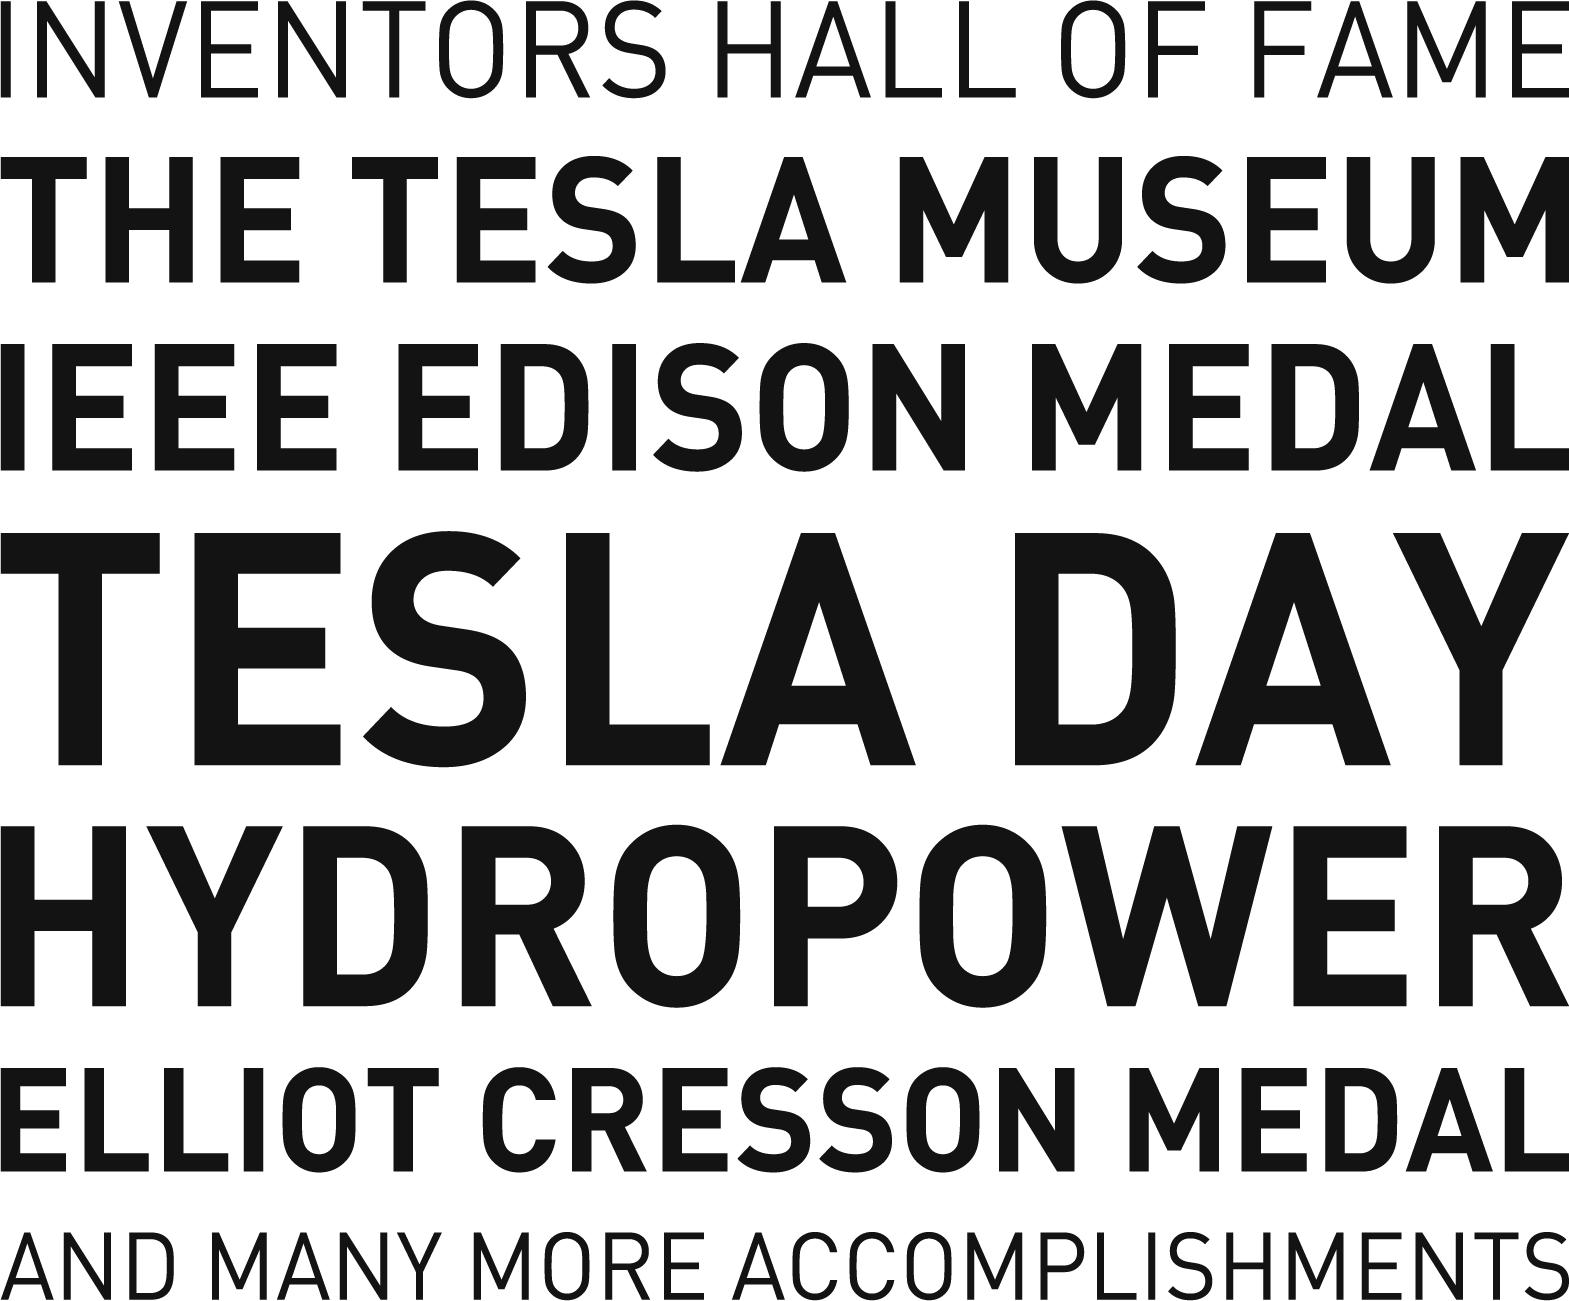 INVENTORS HALL OF FAME
THE TESLA MUSEUM
IEEE EDISON MEDAL
TESLA DAY
HYDROPOWER
ELLIOT CRESSON MEDAL
AND MANY MORE ACCOMPLISHMENTS